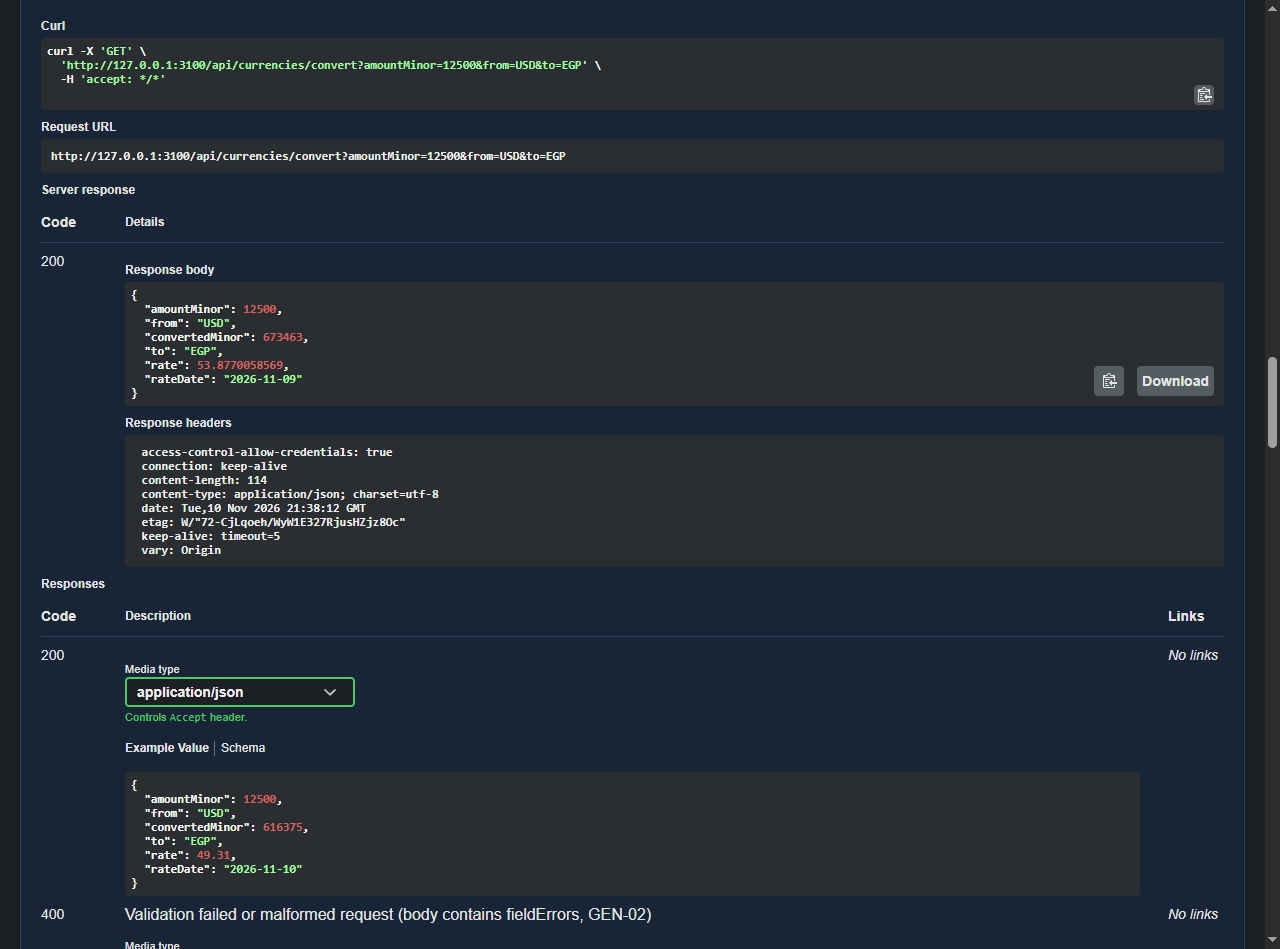 Curl
curl -X 'GET' \
  'http://127.0.0.1:3100/api/currencies/convert?amountMinor=12500&from=USD&to=EGP' \
  -H 'accept: */*'
Request URL
http://127.0.0.1:3100/api/currencies/convert?amountMinor=12500&from=USD&to=EGP
Server response
Code Details
200
Response body
{
  "amountMinor": 12500,
  "from": "USD",
  "convertedMinor": 673463,
  "to": "EGP",
  "rate": 53.8770058569,
  "rateDate": "2026-11-09"
}
Download
Response headers
access-control-allow-credentials: true
connection: keep-alive
content-length: 114
content-type: application/json; charset=utf-8
date: Tue,10 Nov 2026 21:38:12 GMT
etag: W/"72-CjLqoeh/WyW1E327RjusHZjz8Oc"
keep-alive: timeout=5
vary: Origin
Responses
Code Description Links
200 No links
Media type
application/json
Controls Accept header.
Example Value Schema
{
  "amountMinor": 12500,
  "from": "USD",
  "convertedMinor": 616375,
  "to": "EGP",
  "rate": 49.31,
  "rateDate": "2026-11-10"
}
400 Validation failed or malformed request (body contains fieldErrors, GEN-02) No links
Media type